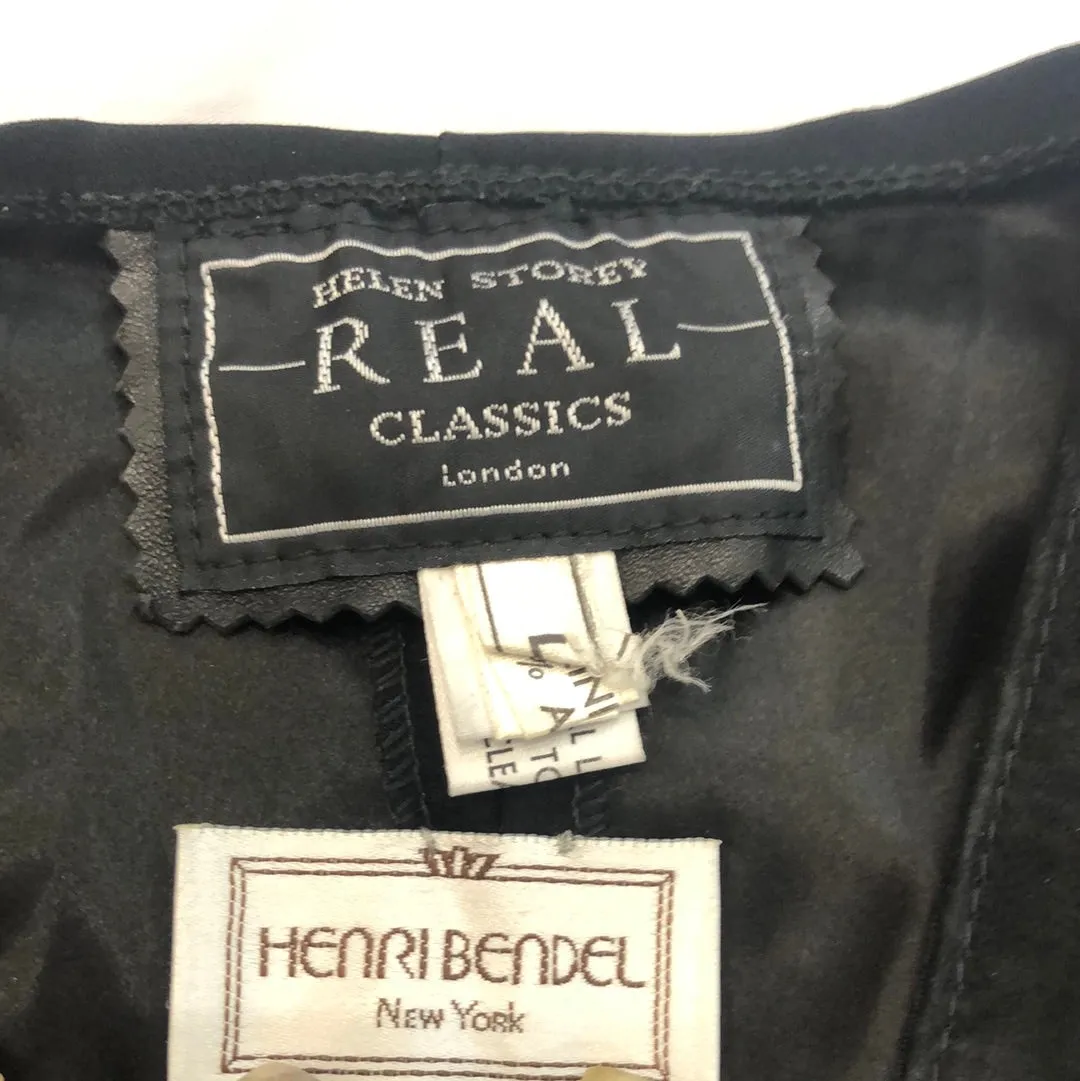 HELEN STOREY
REAL
CLASSICS
London
HENRI BENDEL
NEW YORK